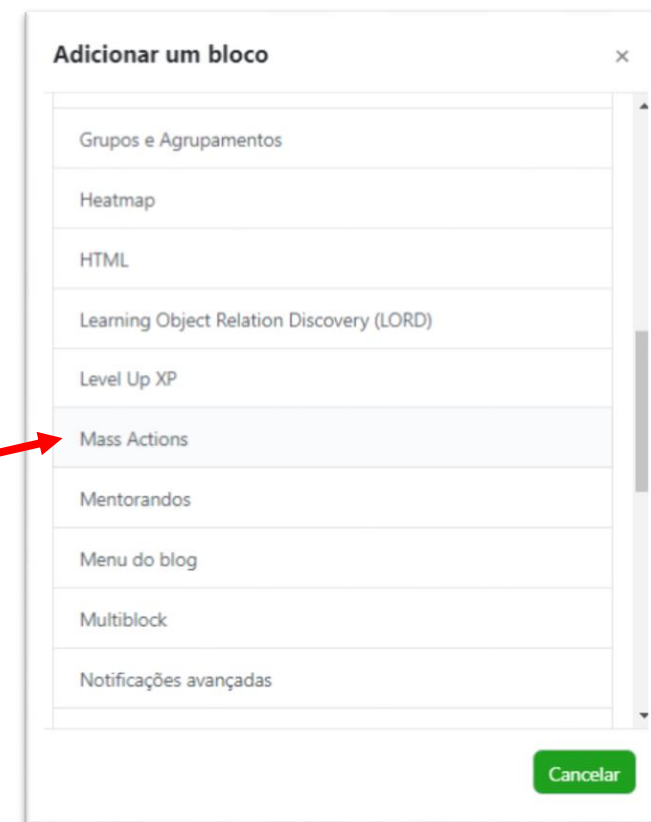 Adicionar um bloco
×
Grupos e Agrupamentos
Heatmap
HTML
Learning Object Relation Discovery (LORD)
Level Up XP
Mass Actions
Mentorandos
Menu do blog
Multiblock
Notificações avançadas
Cancelar